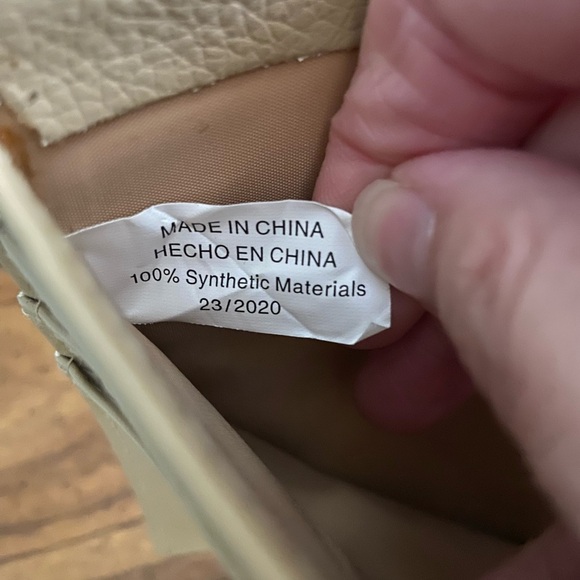 MADE IN CHINA
HECHO EN CHINA
100% Synthetic Materials
23/2020